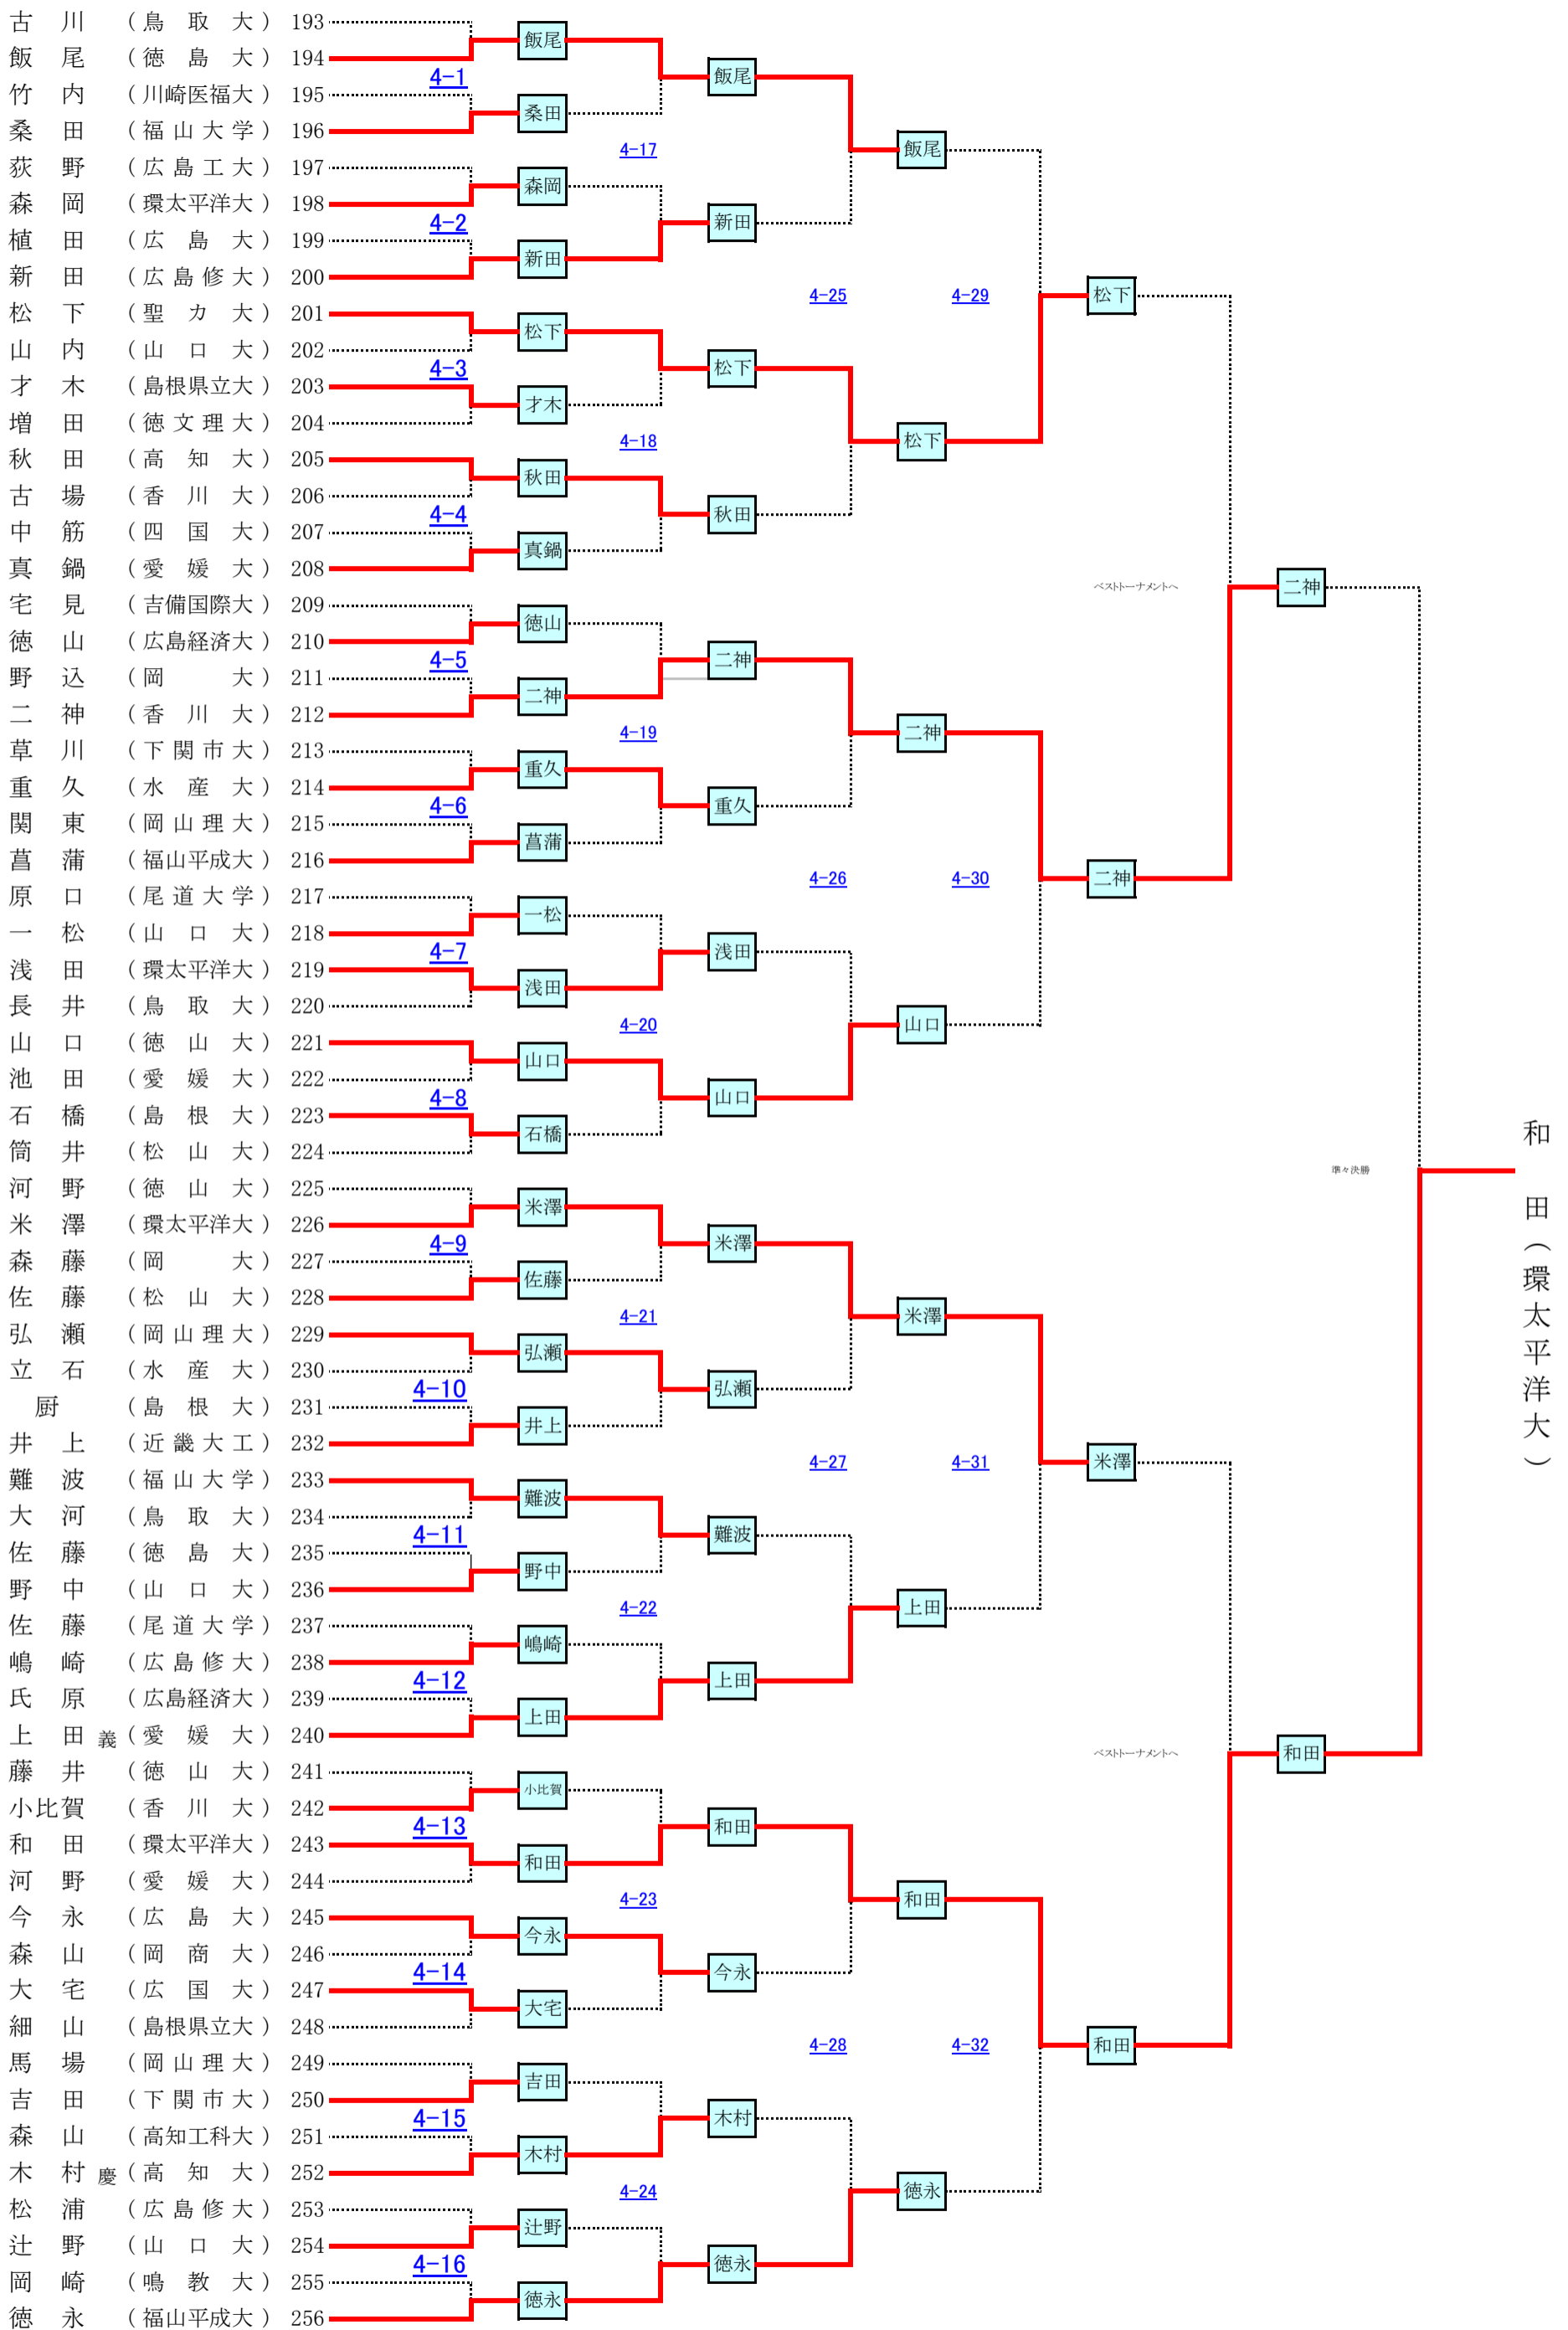 古川（鳥取大）193
飯尾（徳島大）194
竹内（川崎医福大）195
桑田（福山大学）196
荻野（広島工大）197
森岡（環太平洋大）198
植田（広島大）199
新田（広島修大）200
松下（聖カ大）201
山内（山口大）202
才木（島根県立大）203
増田（徳文理大）204
秋田（高知大）205
古場（香川大）206
中筋（四国大）207
真鍋（愛媛大）208
宅見（吉備国際大）209
徳山（広島経済大）210
野込（岡大）211
二神（香川大）212
草川（下関市大）213
重久（水産大）214
関東（岡山理大）215
菖蒲（福山平成大）216
原口（尾道大学）217
一松（山口大）218
浅田（環太平洋大）219
長井（鳥取大）220
山口（徳山大）221
池田（愛媛大）222
石橋（島根大）223
筒井（松山大）224
河野（徳山大）225
米澤（環太平洋大）226
森藤（岡大）227
佐藤（松山大）228
弘瀬（岡山理大）229
立石（水産大）230
厨（島根大）231
井上（近畿大工）232
難波（福山大学）233
大河（鳥取大）234
佐藤（徳島大）235
野中（山口大）236
佐藤（尾道大学）237
嶋崎（広島修大）238
氏原（広島経済大）239
上田義（愛媛大）240
藤井（徳山大）241
小比賀（香川大）242
和田（環太平洋大）243
河野（愛媛大）244
今永（広島大）245
森山（岡商大）246
大宅（広国大）247
細山（島根県立大）248
馬場（岡山理大）249
吉田（下関市大）250
森山（高知工科大）251
木村慶（高知大）252
松浦（広島修大）253
辻野（山口大）254
岡崎（鳴教大）255
徳永（福山平成大）256
4-1
4-2
4-3
4-4
4-5
4-6
4-7
4-8
4-9
4-10
4-11
4-12
4-13
4-14
4-15
4-16
飯尾
桑田
森岡
新田
松下
才木
秋田
真鍋
徳山
二神
重久
菖蒲
一松
浅田
山口
石橋
米澤
佐藤
弘瀬
井上
難波
野中
嶋崎
上田
小比賀
和田
今永
大宅
吉田
木村
辻野
徳永
4-17
4-18
4-19
4-20
4-21
4-22
4-23
4-24
飯尾
新田
松下
秋田
二神
重久
浅田
山口
米澤
弘瀬
難波
上田
和田
今永
木村
徳永
4-25
4-26
4-27
4-28
飯尾
松下
二神
山口
米澤
上田
和田
徳永
4-29
4-30
4-31
4-32
松下
二神
米澤
和田
ベストーナメントへ
ベストーナメントへ
二神
和田
準々決勝
和田（環太平洋大）